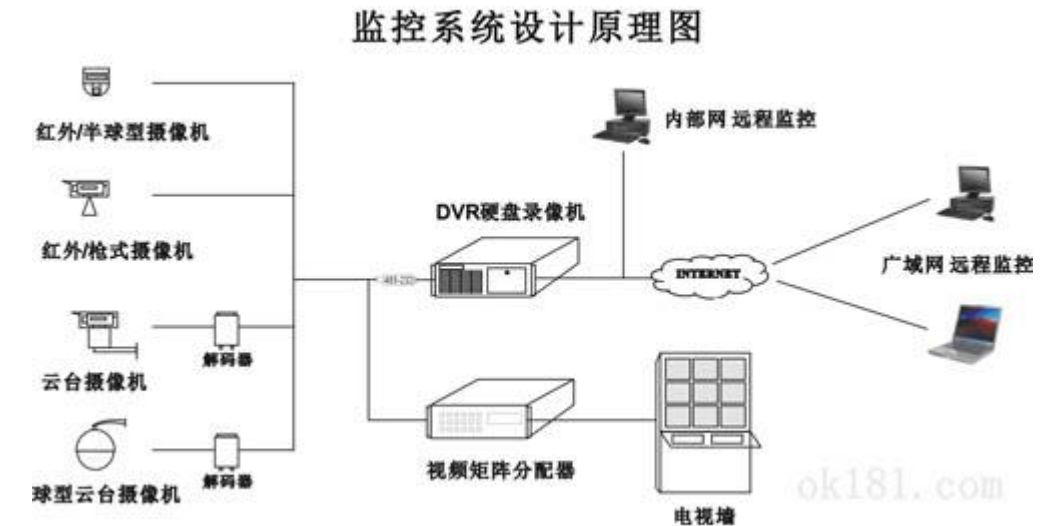 监控系统设计原理图
红外/半球型摄像机
内部网 远程监控
DVR硬盘录像机
红外/枪式摄像机
广域网 远程监控
485-232
INTERNET
解码器
云台摄像机
视频矩阵分配器
解码器
球型云台摄像机
电视墙
ok181.com